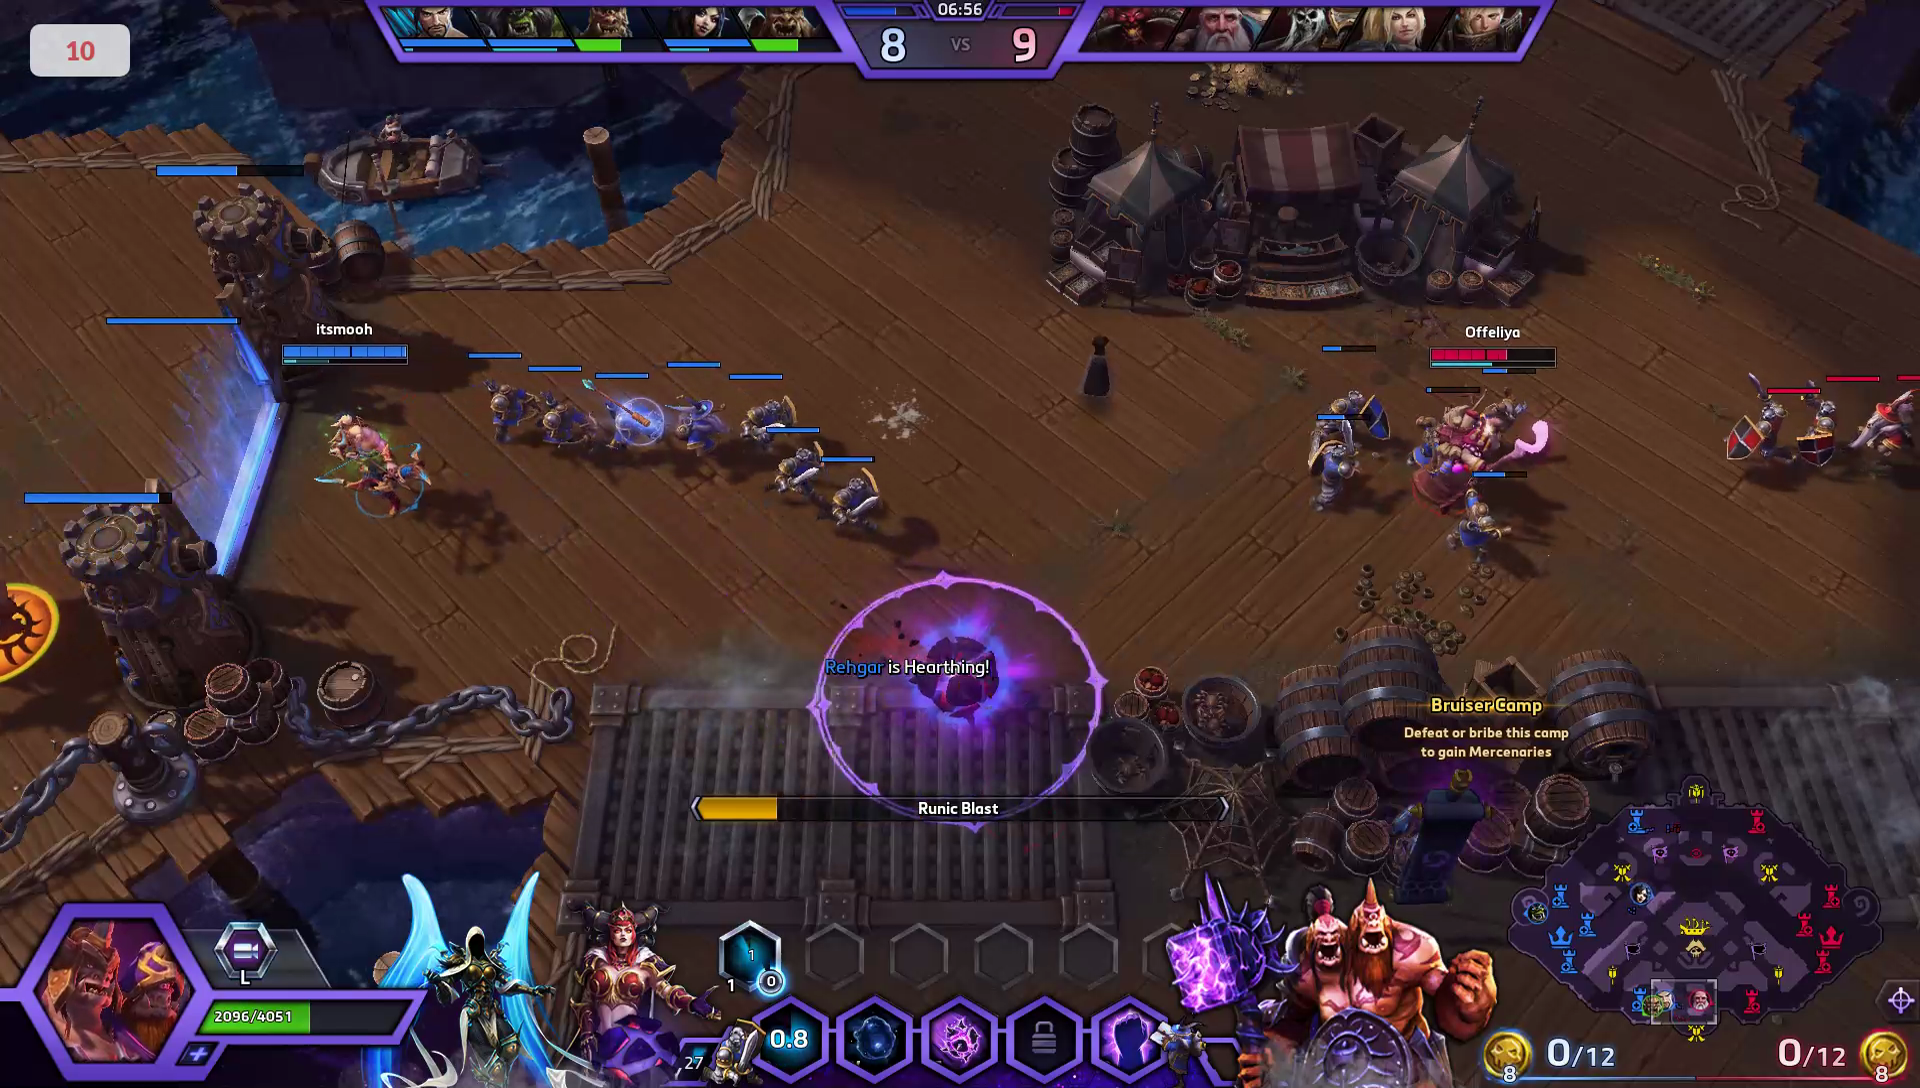 10
06:56
8 VS 9
itsmooh
Offeliya
Rehgar is Hearthing!
Bruiser Camp
Defeat or bribe this camp
to gain Mercenaries
Runic Blast
L
2096/4051
1
1
0
27
0.8
0/12
8
0/12
8